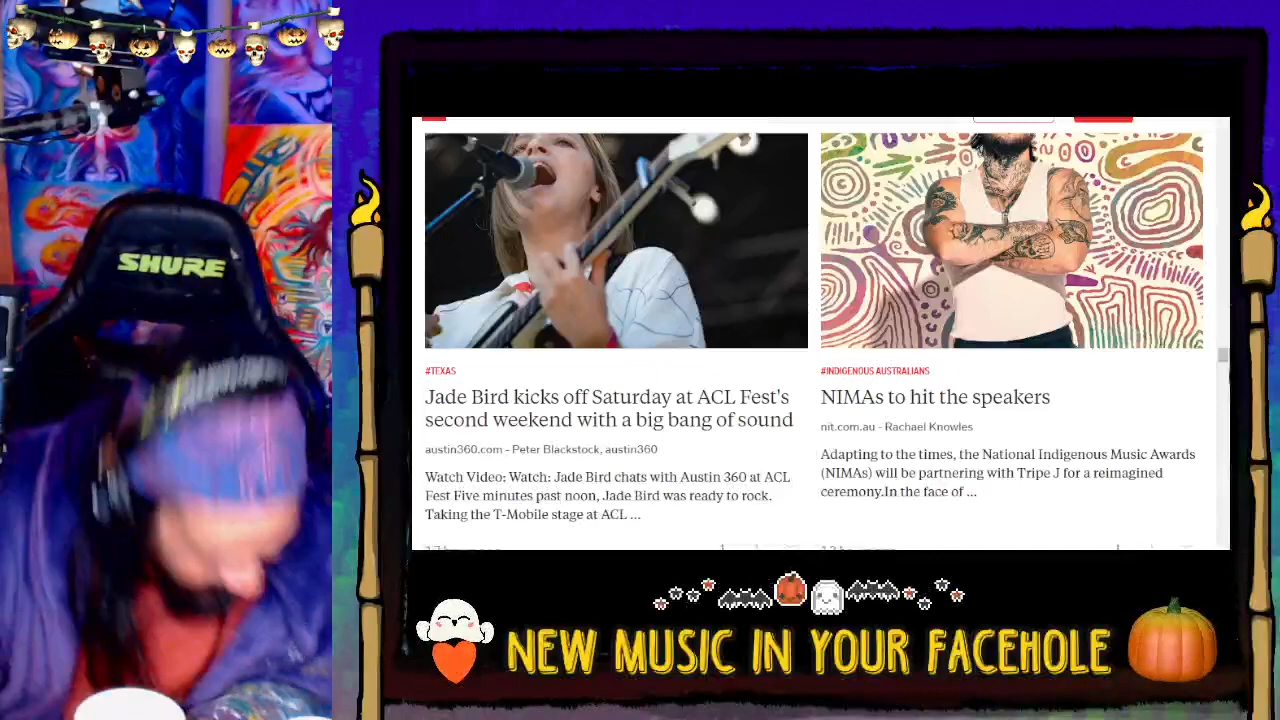 SHURE
#TEXAS
Jade Bird kicks off Saturday at ACL Fest's
second weekend with a big bang of sound
austin360.com - Peter Blackstock, austin360
Watch Video: Watch: Jade Bird chats with Austin 360 at ACL
Fest Five minutes past noon, Jade Bird was ready to rock.
Taking the T-Mobile stage at ACL ...
#INDIGENOUS AUSTRALIANS
NIMAs to hit the speakers
nit.com.au - Rachael Knowles
Adapting to the times, the National Indigenous Music Awards
(NIMAs) will be partnering with Tripe J for a reimagined
ceremony.In the face of ...
NEW MUSIC IN YOUR FACEHOLE